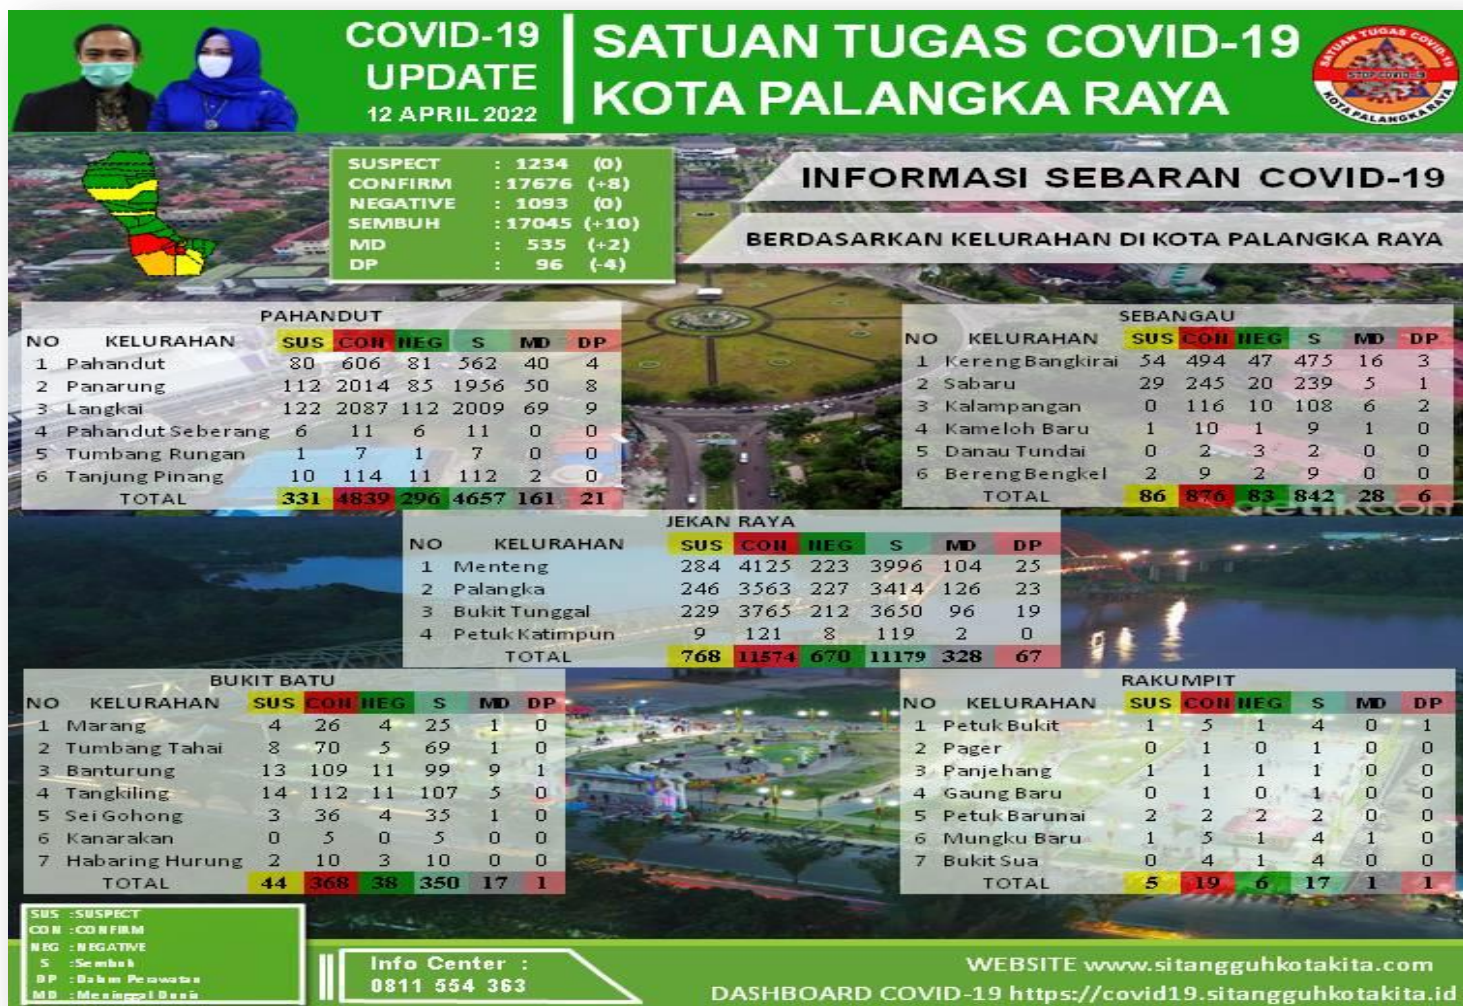 COVID-19
UPDATE
12 APRIL 2022
SATUAN TUGAS COVID-19
KOTA PALANGKA RAYA
SATUAN TUGAS COVID-19
STOP COVID-19
KOTA PALANGKA RAYA
SUSPECT : 1234 (0)
CONFIRM : 17676 (+8)
NEGATIVE : 1093 (0)
SEMBUH : 17045 (+10)
MD : 535 (+2)
DP : 96 (-4)
INFORMASI SEBARAN COVID-19
BERDASARKAN KELURAHAN DI KOTA PALANGKA RAYA
PAHANDUT
NO KELURAHAN SUS CON NEG S MD DP
1 Pahandut 80 606 81 562 40 4
2 Panarung 112 2014 85 1956 50 8
3 Langkai 122 2087 112 2009 69 9
4 Pahandut Seberang 6 11 6 11 0 0
5 Tumbang Rungan 1 7 1 7 0 0
6 Tanjung Pinang 10 114 11 112 2 0
TOTAL 331 4839 296 4657 161 21
SEBANGAU
NO KELURAHAN SUS CON NEG S MD DP
1 Kereng Bangkirai 54 494 47 475 16 3
2 Sabaru 29 245 20 239 5 1
3 Kalampangan 0 116 10 108 6 2
4 Kameloh Baru 1 10 1 9 1 0
5 Danau Tundai 0 2 3 2 0 0
6 Bereng Bengkel 2 9 2 9 0 0
TOTAL 86 876 83 842 28 6
detikcom
JEKAN RAYA
NO KELURAHAN SUS CON NEG S MD DP
1 Menteng 284 4125 223 3996 104 25
2 Palangka 246 3563 227 3414 126 23
3 Bukit Tunggal 229 3765 212 3650 96 19
4 Petuk Katimpun 9 121 8 119 2 0
TOTAL 768 11574 670 11179 328 67
BUKIT BATU
NO KELURAHAN SUS CON NEG S MD DP
1 Marang 4 26 4 25 1 0
2 Tumbang Tahai 8 70 5 69 1 0
3 Banturung 13 109 11 99 9 1
4 Tangkiling 14 112 11 107 5 0
5 Sei Gohong 3 36 4 35 1 0
6 Kanarakan 0 5 0 5 0 0
7 Habaring Hurung 2 10 3 10 0 0
TOTAL 44 368 38 350 17 1
RAKUMPIT
NO KELURAHAN SUS CON NEG S MD DP
1 Petuk Bukit 1 5 1 4 0 1
2 Pager 0 1 0 1 0 0
3 Panjehang 1 1 1 1 0 0
4 Gaung Baru 0 1 0 1 0 0
5 Petuk Barunai 2 2 2 2 0 0
6 Mungku Baru 1 5 1 4 1 0
7 Bukit Sua 0 4 1 4 0 0
TOTAL 5 19 6 17 1 1
SUS : SUSPECT
CON : CONFIRM
NEG : NEGATIVE
S : Sembuh
DP : Dalam Perawatan
MD : Meninggal Dunia
Info Center :
0811 554 363
WEBSITE www.sitangguhkotakita.com
DASHBOARD COVID-19 https://covid19.sitangguhkotakita.id